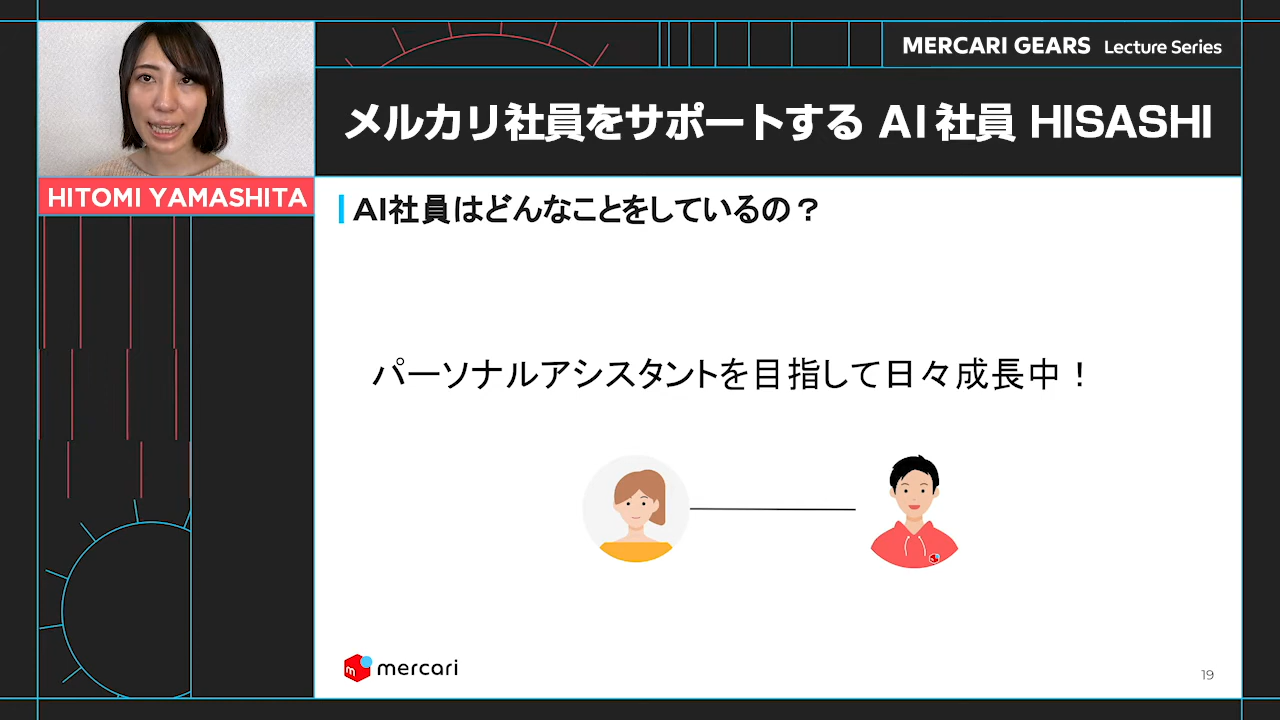 MERCARI GEARS Lecture Series
メルカリ社員をサポートする AI 社員 HISASHI
HITOMI YAMASHITA
AI社員はどんなことをしているの？
パーソナルアシスタントを目指して日々成長中！
mercari
19